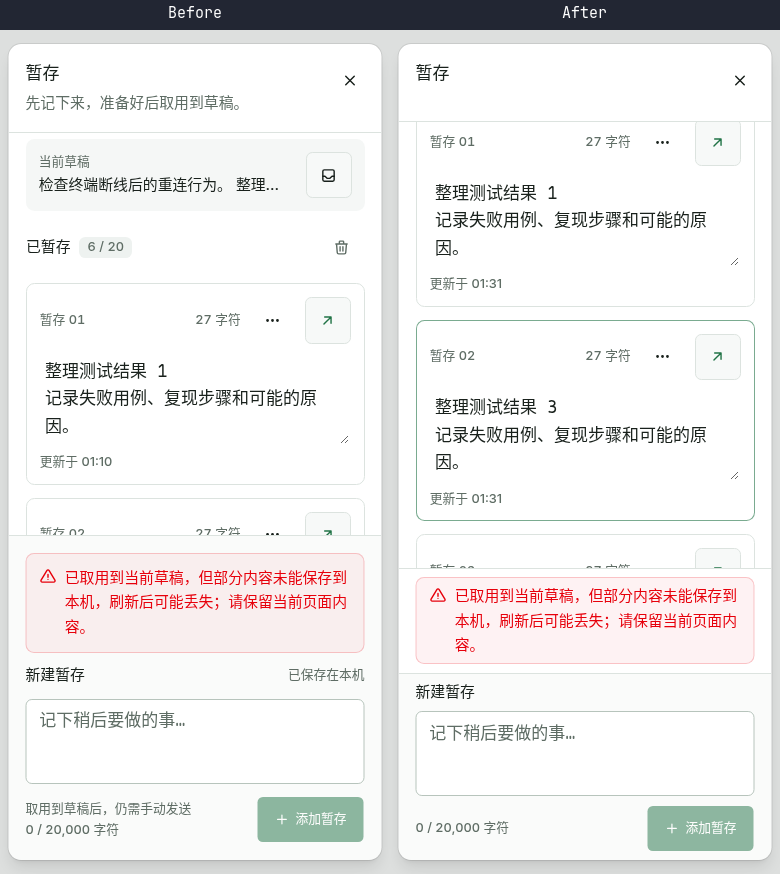 Before
After
暂存
先记下来，准备好后取用到草稿。
当前草稿
检查终端断线后的重连行为。 整理…
已暂存 6 / 20
暂存 01 27 字符
整理测试结果 1
记录失败用例、复现步骤和可能的原
因。
更新于 01:10
暂存 02 27 字符
已取用到当前草稿，但部分内容未能保存到
本机，刷新后可能丢失；请保留当前页面内
容。
新建暂存 已保存在本机
记下稍后要做的事…
取用到草稿后，仍需手动发送
0 / 20,000 字符
添加暂存
暂存
暂存 01 27 字符
整理测试结果 1
记录失败用例、复现步骤和可能的原
因。
更新于 01:31
暂存 02 27 字符
整理测试结果 3
记录失败用例、复现步骤和可能的原
因。
更新于 01:31
已取用到当前草稿，但部分内容未能保存到
本机，刷新后可能丢失；请保留当前页面内
容。
新建暂存
记下稍后要做的事…
0 / 20,000 字符
添加暂存